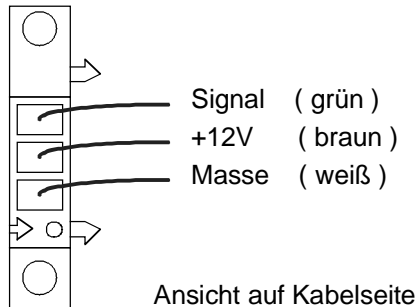 Signal ( grün )
+12V ( braun )
Masse ( weiß )
Ansicht auf Kabelseite